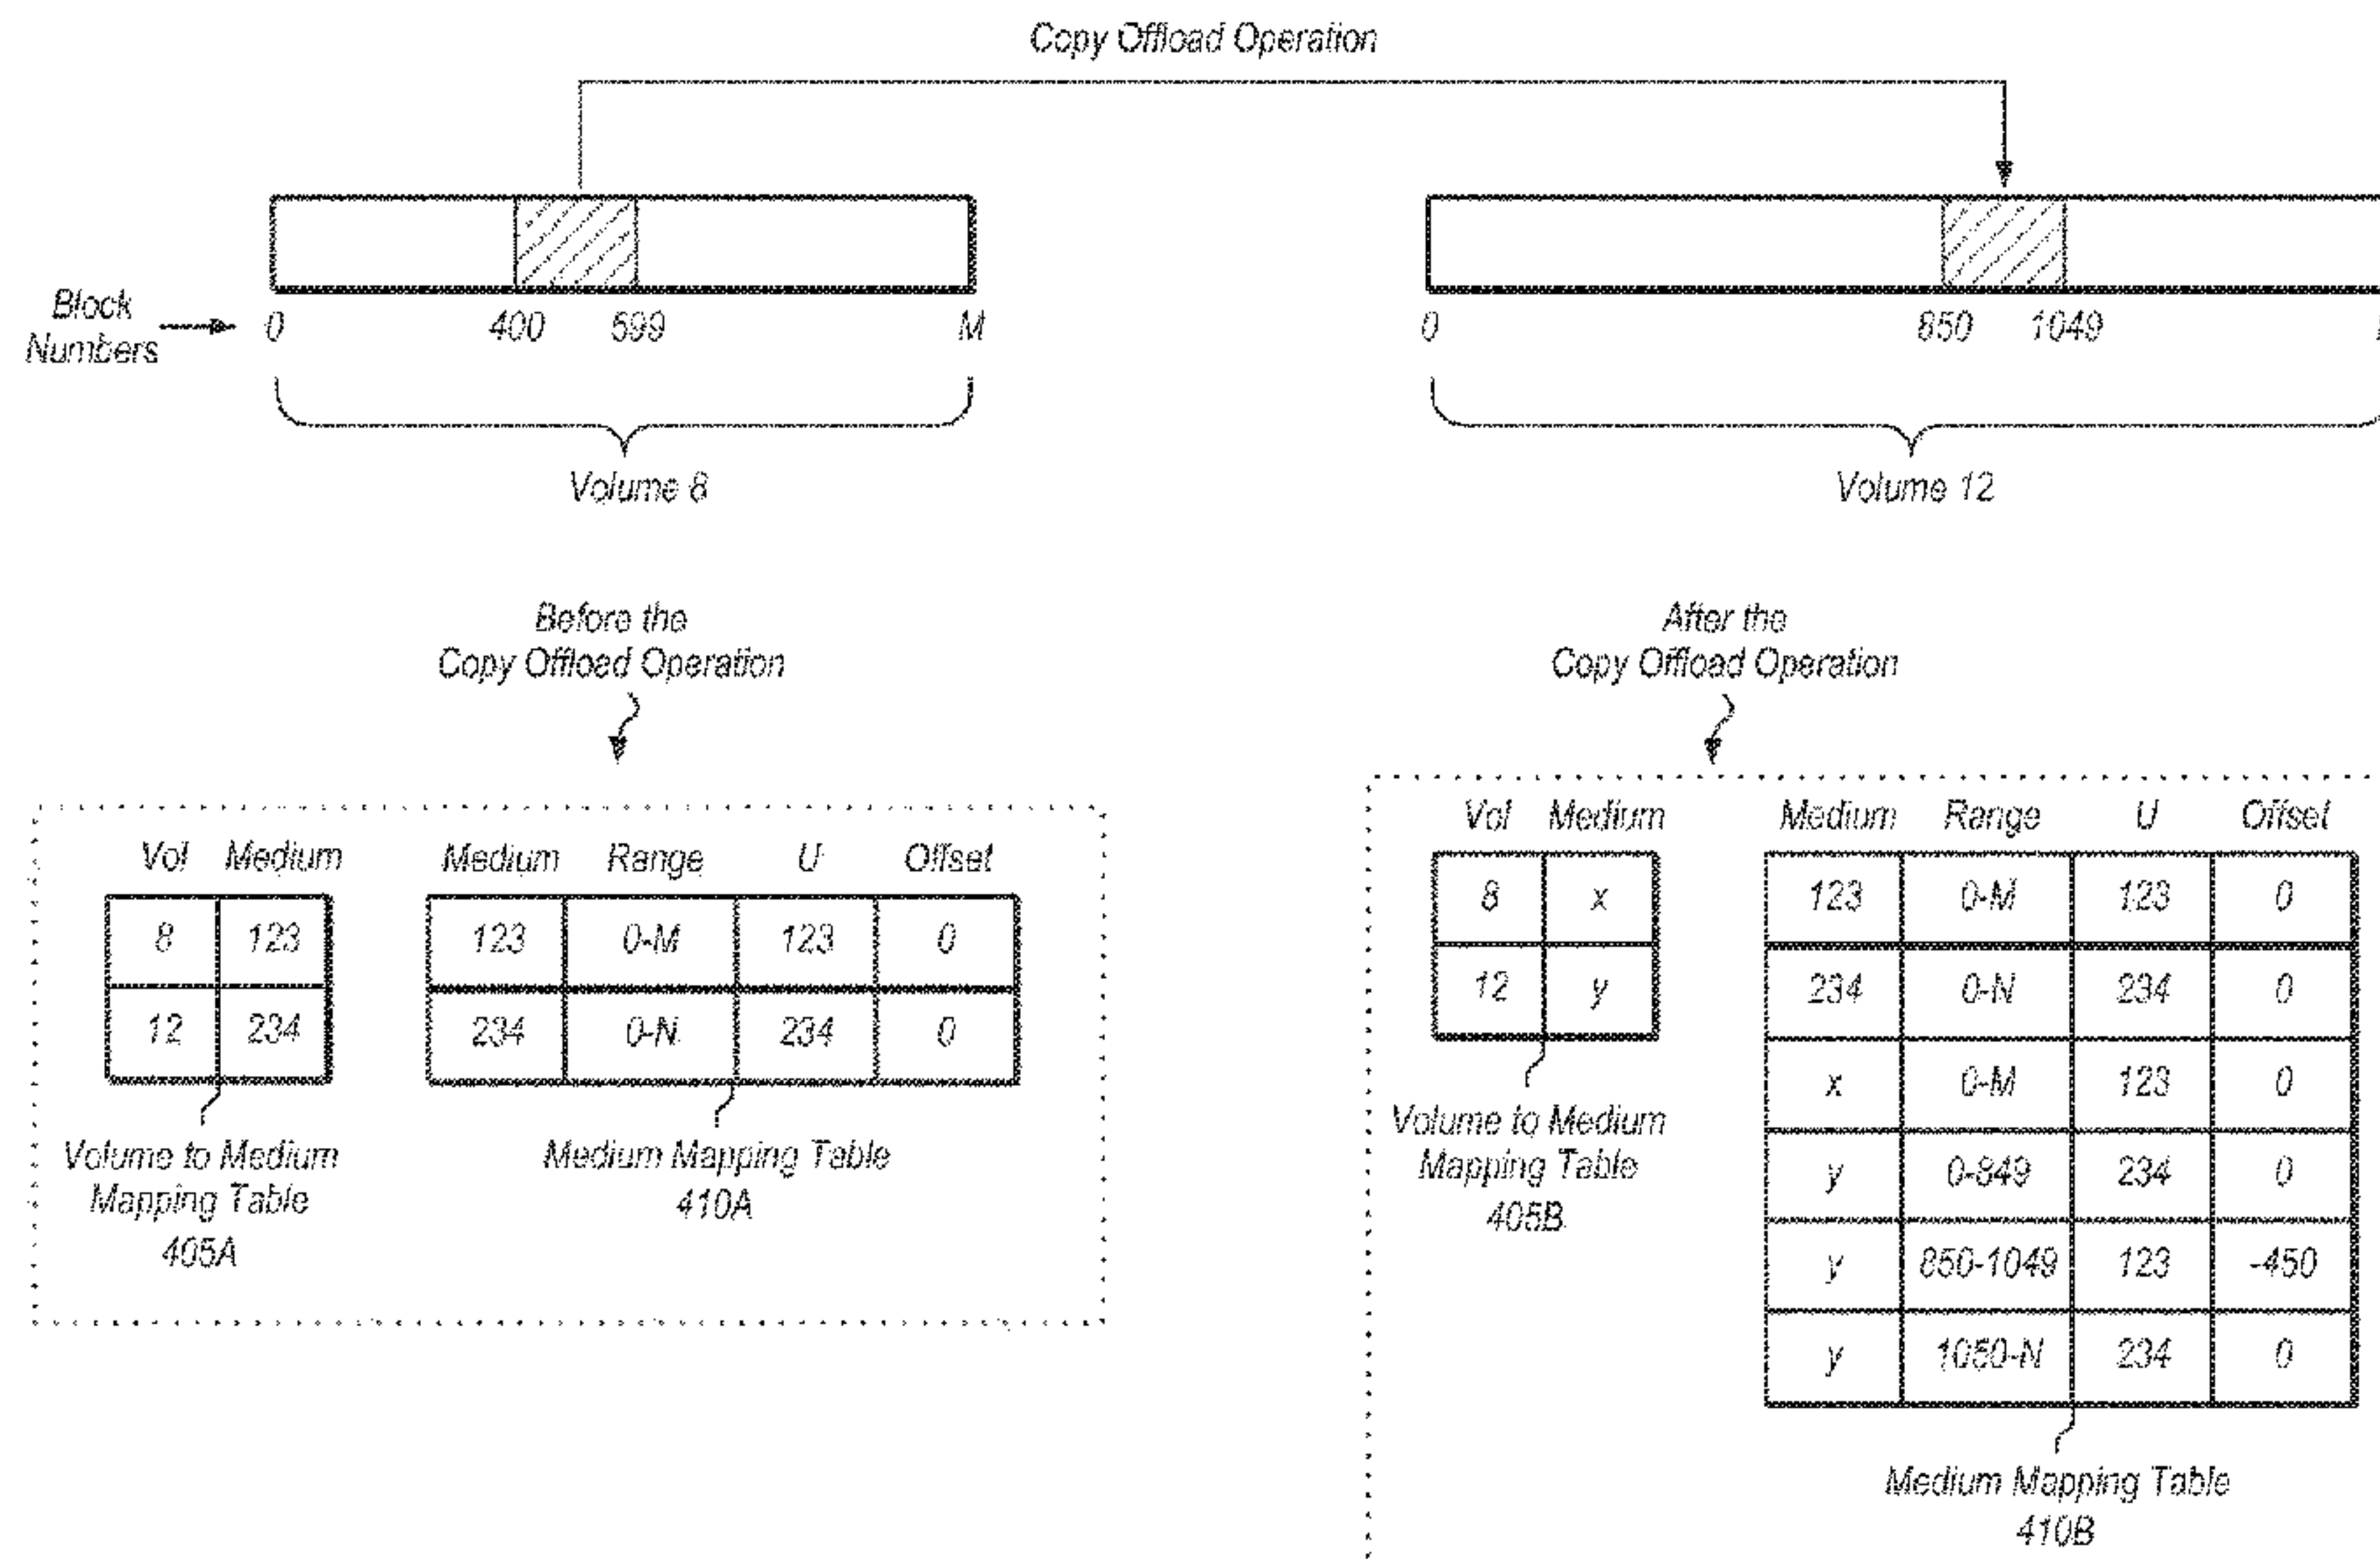 Copy Offload Operation
Block
Numbers
0 400 599 M
0 850 1049
Volume 8
Volume 12
Before the
Copy Offload Operation
After the
Copy Offload Operation
Vol Medium
8 123
12 234
Volume to Medium
Mapping Table
405A
Medium Range U Offset
123 0-M 123 0
234 0-N 234 0
Medium Mapping Table
410A
Vol Medium
8 x
12 y
Volume to Medium
Mapping Table
405B
Medium Range U Offset
123 0-M 123 0
234 0-N 234 0
x 0-M 123 0
y 0-849 234 0
y 850-1049 123 -450
y 1050-N 234 0
Medium Mapping Table
410B